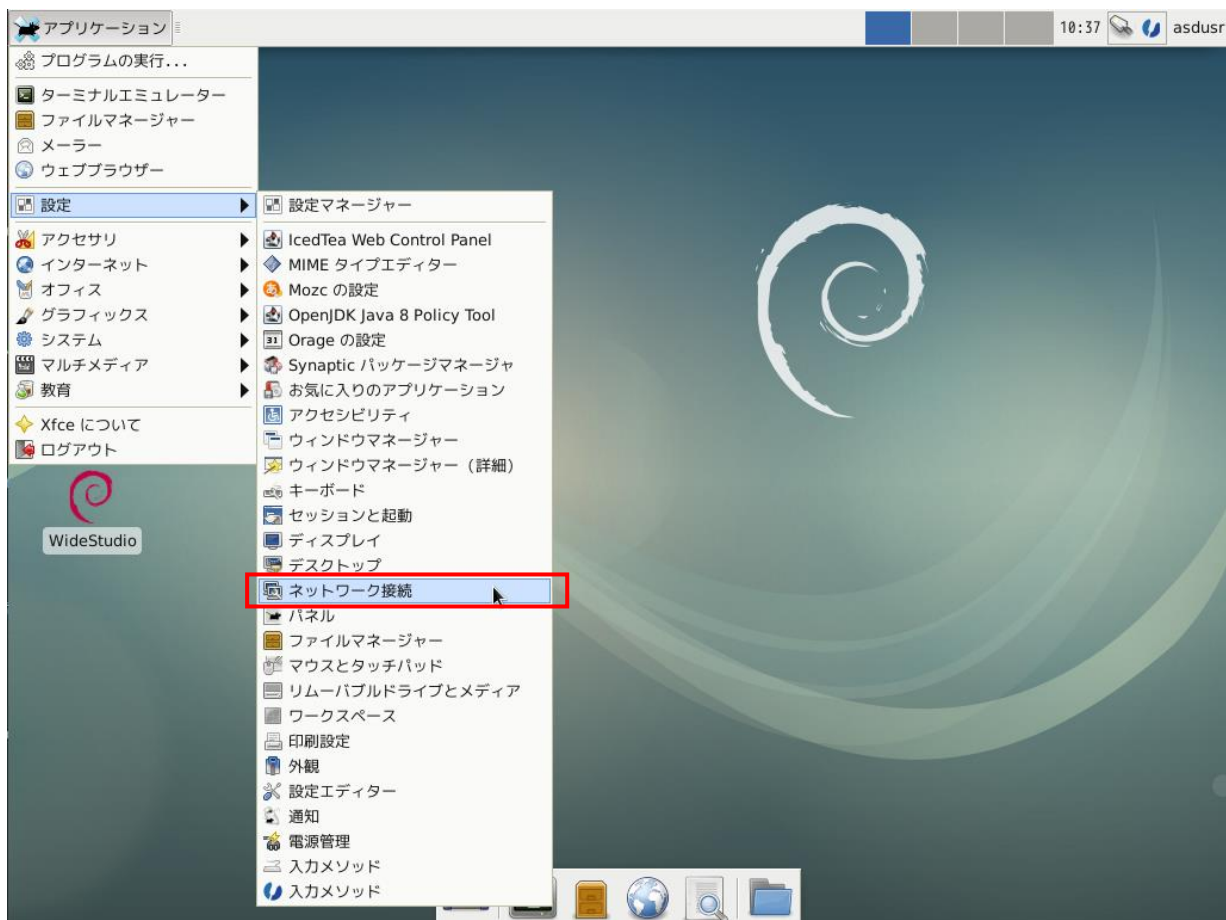 アプリケーション
10:37
asdusr
プログラムの実行...
ターミナルエミュレーター
ファイルマネージャー
メーラー
ウェブブラウザー
設定
アクセサリ
インターネット
オフィス
グラフィックス
システム
マルチメディア
教育
Xfce について
ログアウト
設定マネージャー
IcedTea Web Control Panel
MIME タイプエディター
Mozc の設定
OpenJDK Java 8 Policy Tool
Orage の設定
Synaptic パッケージマネージャ
お気に入りのアプリケーション
アクセシビリティ
ウィンドウマネージャー
ウィンドウマネージャー（詳細）
キーボード
セッションと起動
ディスプレイ
デスクトップ
ネットワーク接続
パネル
ファイルマネージャー
マウスとタッチパッド
リムーバブルドライブとメディア
ワークスペース
印刷設定
外観
設定エディター
通知
電源管理
入力メソッド
入力メソッド
WideStudio